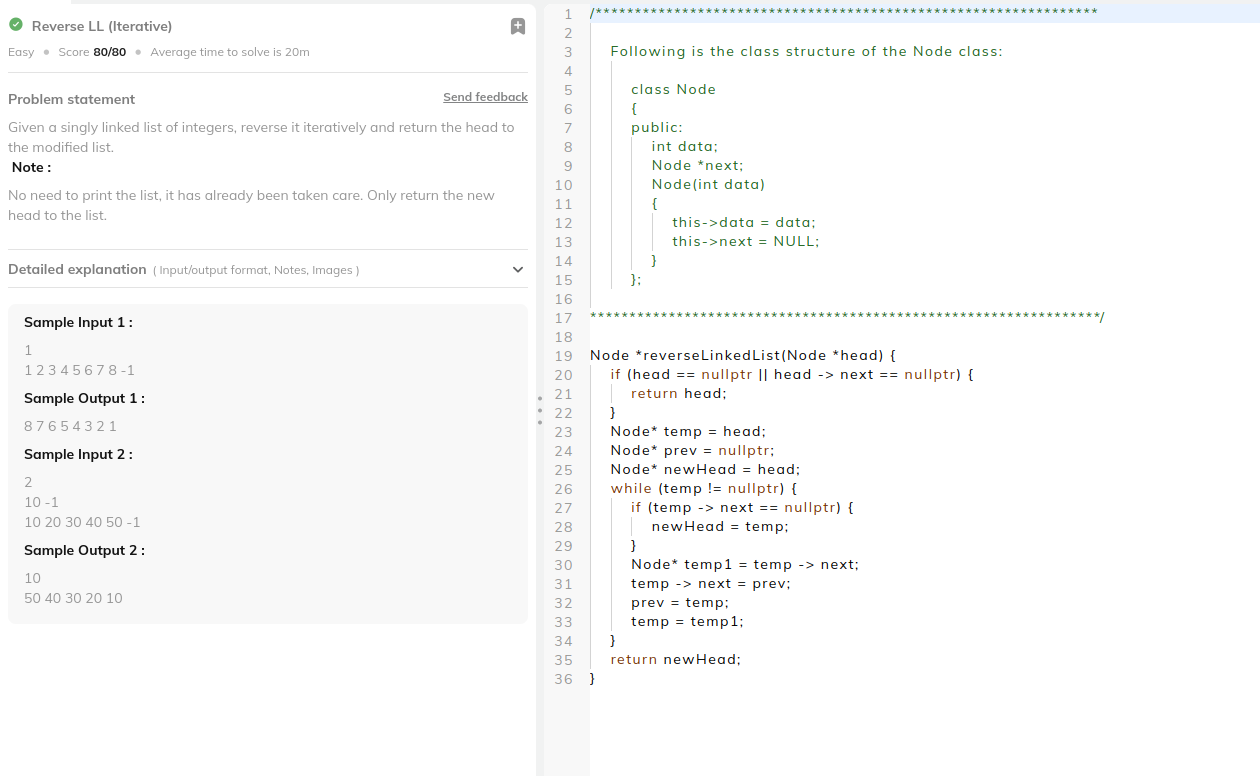 Reverse LL (Iterative)
Easy Score 80/80 Average time to solve is 20m
Problem statement
Send feedback
Given a singly linked list of integers, reverse it iteratively and return the head to
the modified list.
Note :
No need to print the list, it has already been taken care. Only return the new
head to the list.
Detailed explanation ( Input/output format, Notes, Images )
Sample Input 1 :
1
1 2 3 4 5 6 7 8 -1
Sample Output 1 :
8 7 6 5 4 3 2 1
Sample Input 2 :
2
10 -1
10 20 30 40 50 -1
Sample Output 2 :
10
50 40 30 20 10
1 /****************************************************************
2
3 Following is the class structure of the Node class:
4
5 class Node
6 {
7 public:
8 int data;
9 Node *next;
10 Node(int data)
11 {
12 this->data = data;
13 this->next = NULL;
14 }
15 };
16
17 *****************************************************************/
18
19 Node *reverseLinkedList(Node *head) {
20 if (head == nullptr || head -> next == nullptr) {
21 return head;
22 }
23 Node* temp = head;
24 Node* prev = nullptr;
25 Node* newHead = head;
26 while (temp != nullptr) {
27 if (temp -> next == nullptr) {
28 newHead = temp;
29 }
30 Node* temp1 = temp -> next;
31 temp -> next = prev;
32 prev = temp;
33 temp = temp1;
34 }
35 return newHead;
36 }